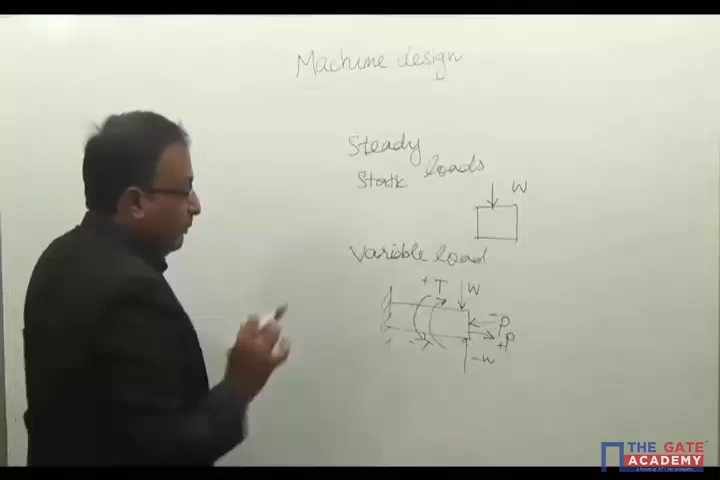 Machine design
Steady
Static loads
W
Variable load
+T
W
-P
+P
-T
-W
THE GATE
ACADEMY